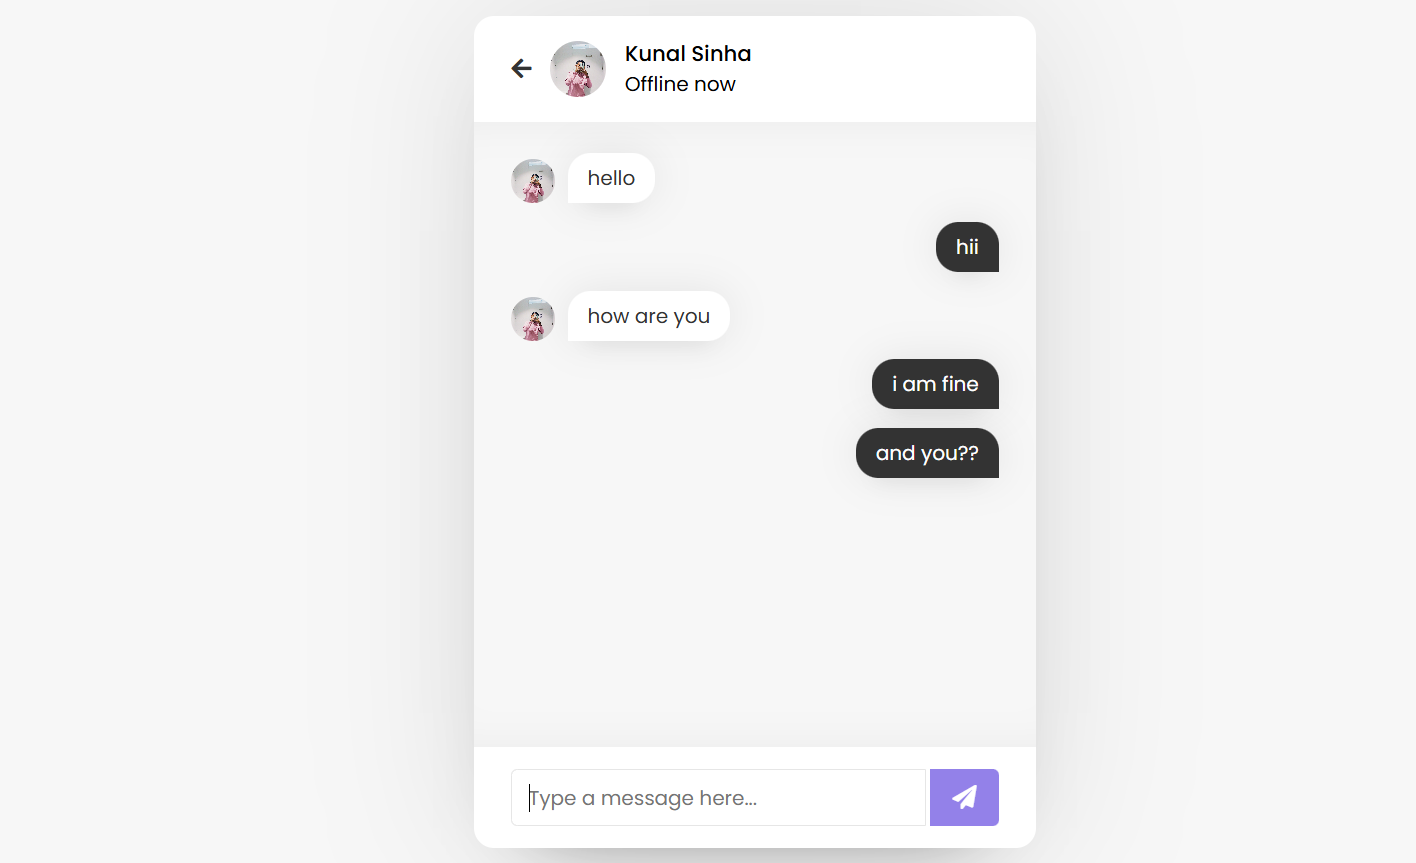 Kunal Sinha
Offline now
hello
hii
how are you
i am fine
and you??
Type a message here...